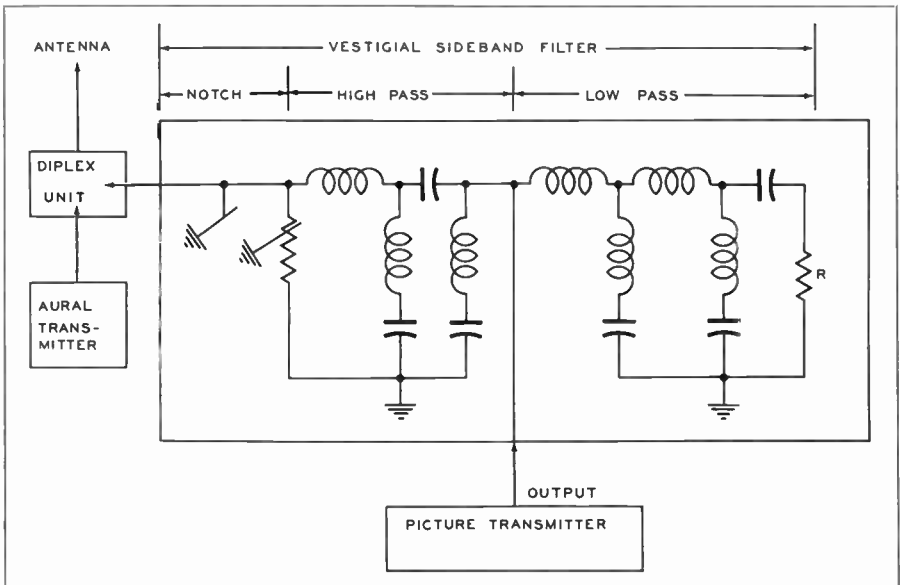 ANTENNA
VESTIGIAL SIDEBAND FILTER
NOTCH
HIGH PASS
LOW PASS
DIPLEX
UNIT
AURAL
TRANS-
MITTER
R
OUTPUT
PICTURE TRANSMITTER